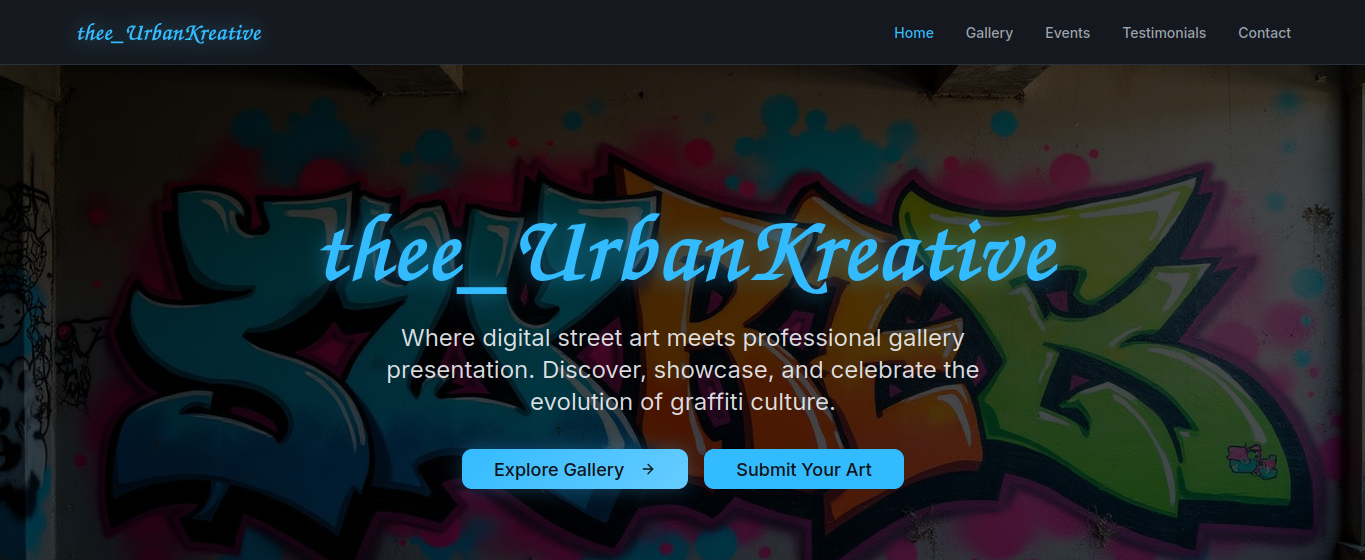 thee_UrbanKreative
Home Gallery Events Testimonials Contact
thee_UrbanKreative
Where digital street art meets professional gallery
presentation. Discover, showcase, and celebrate the
evolution of graffiti culture.
Explore Gallery →
Submit Your Art